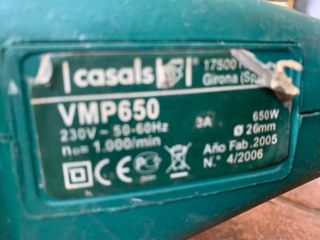 casals 17500 R
Girona (Sp
VMP650
230V~ 50-60Hz 3A 650W
n₀= 1.000/min Ø 26mm
Año Fab. 2005
N.° 4/2006
CE